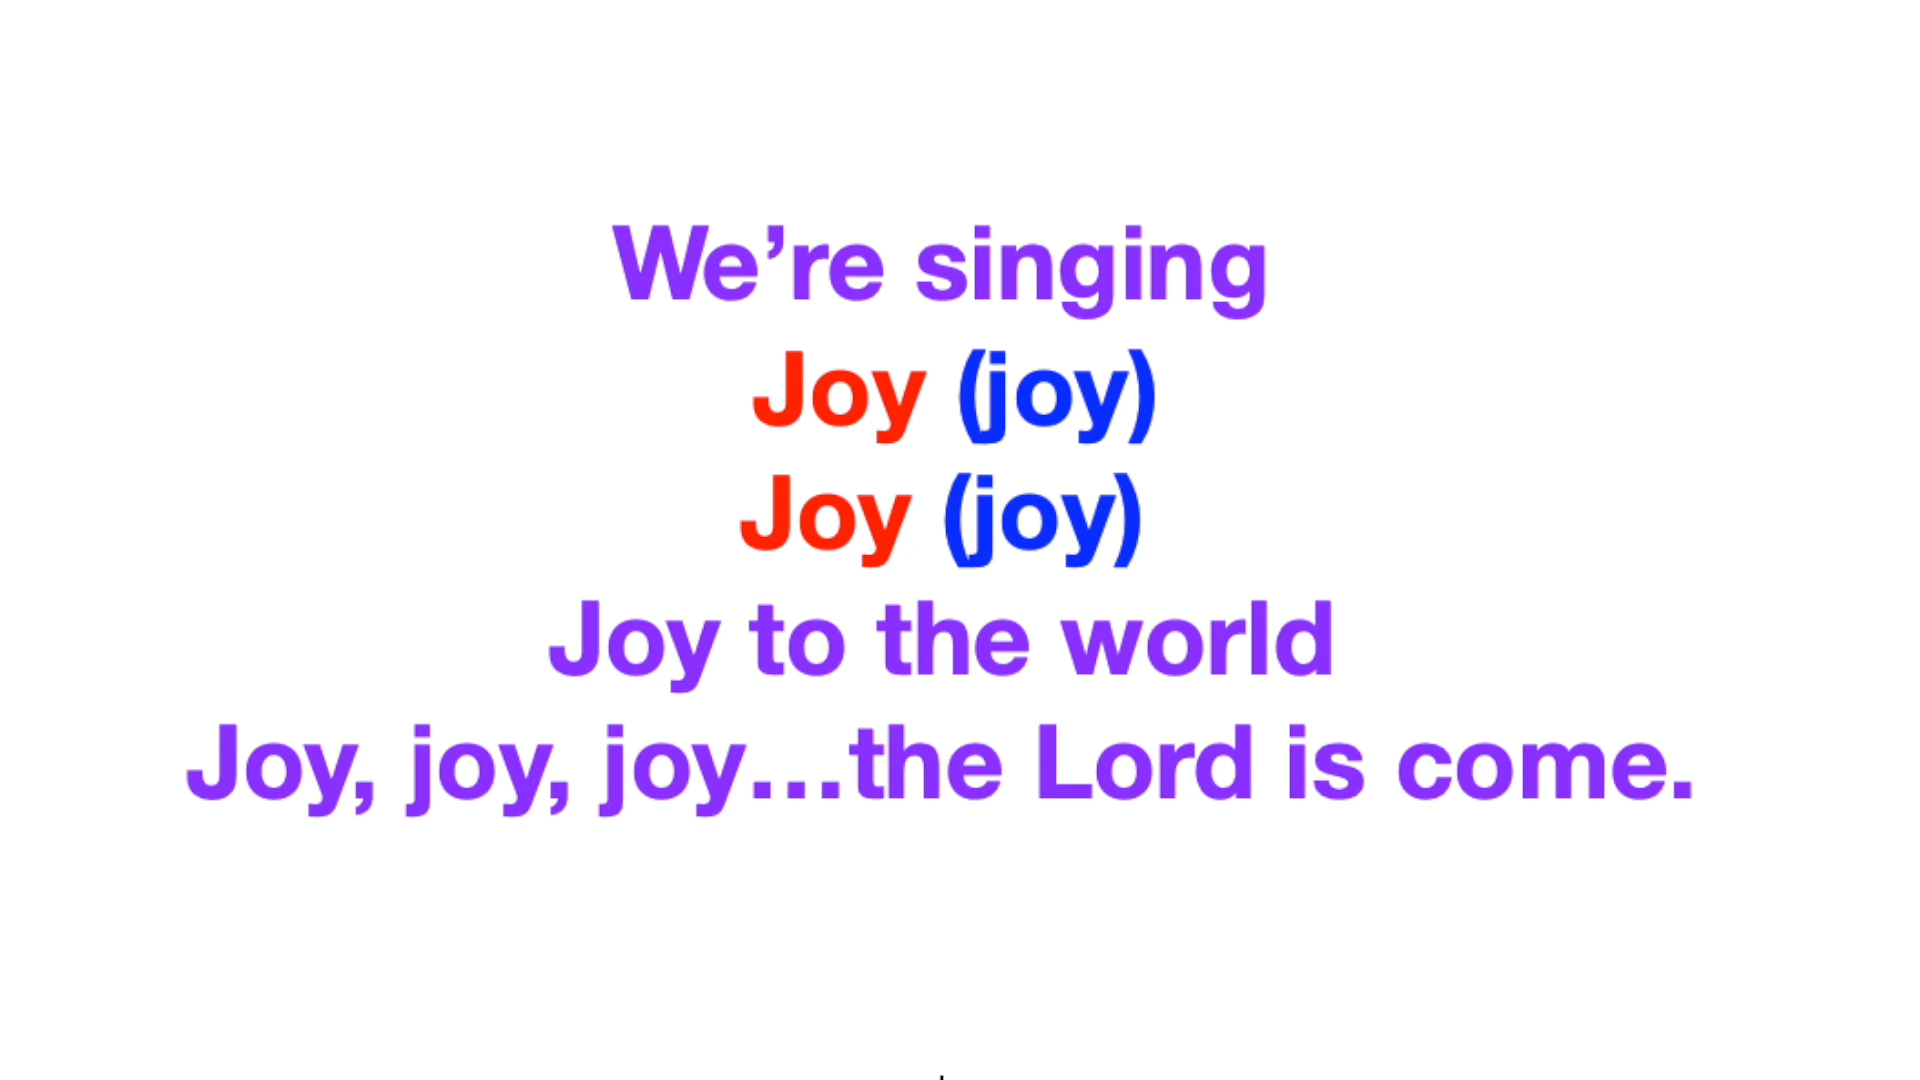 We’re singing
Joy (joy)
Joy (joy)
Joy to the world
Joy, joy, joy…the Lord is come.